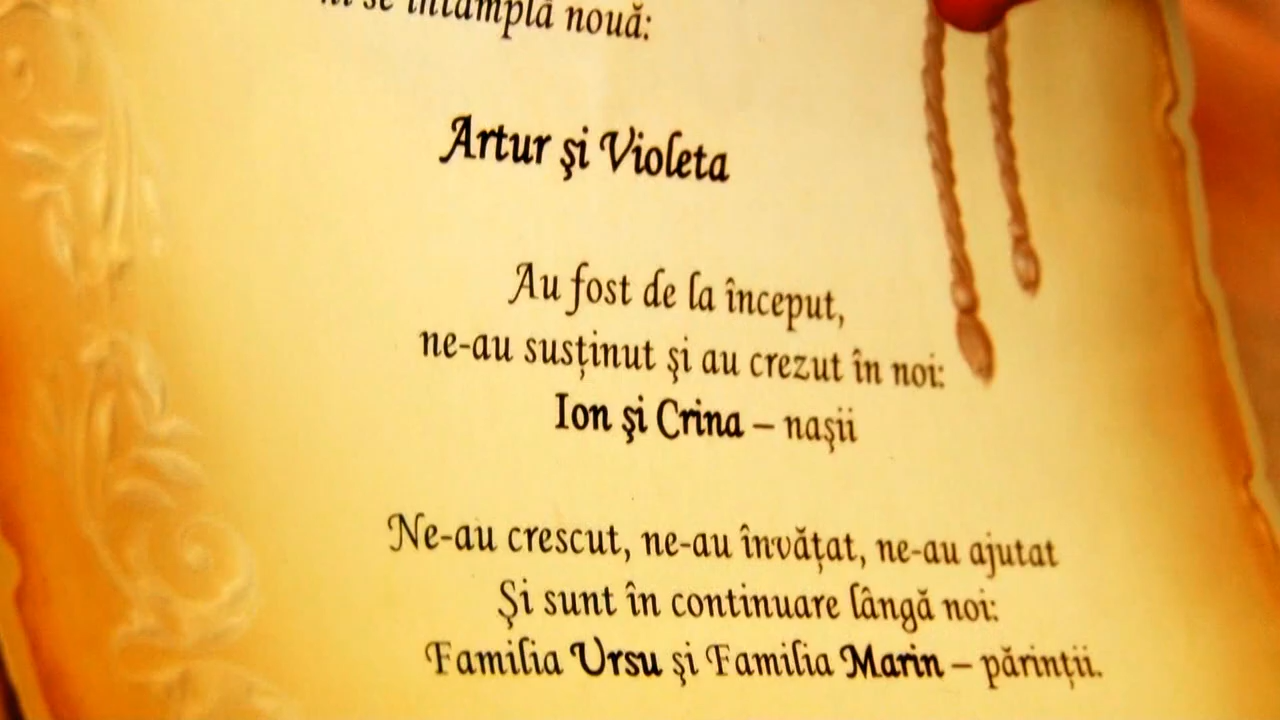 se întâmplă nouă:
Artur şi Violeta
Au fost de la început,
ne-au susținut şi au crezut în noi:
Ion şi Crina – naşii
Ne-au crescut, ne-au învățat, ne-au ajutat
Şi sunt în continuare lângă noi:
Familia Ursu şi Familia Marin – părinții.